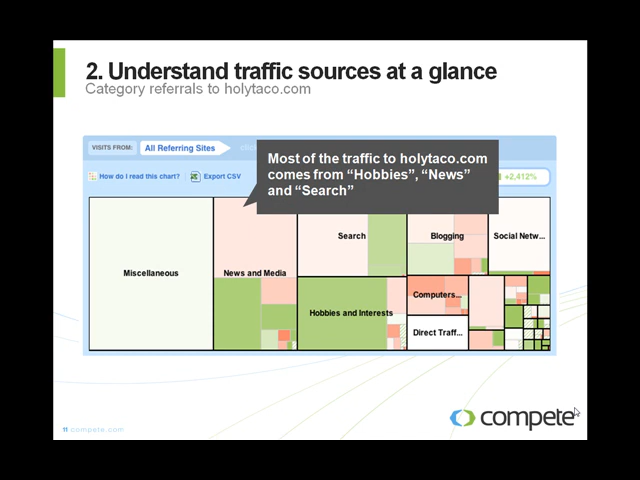 2. Understand traffic sources at a glance
Category referrals to holytaco.com
VISITS FROM: All Referring Sites
Most of the traffic to holytaco.com
comes from “Hobbies”, “News”
and “Search”
How do I read this chart? Export CSV
+2,412%
Miscellaneous
News and Media
Search
Hobbies and Interests
Blogging
Social Netw...
Computers...
Direct Traff...
compete
11 compete.com